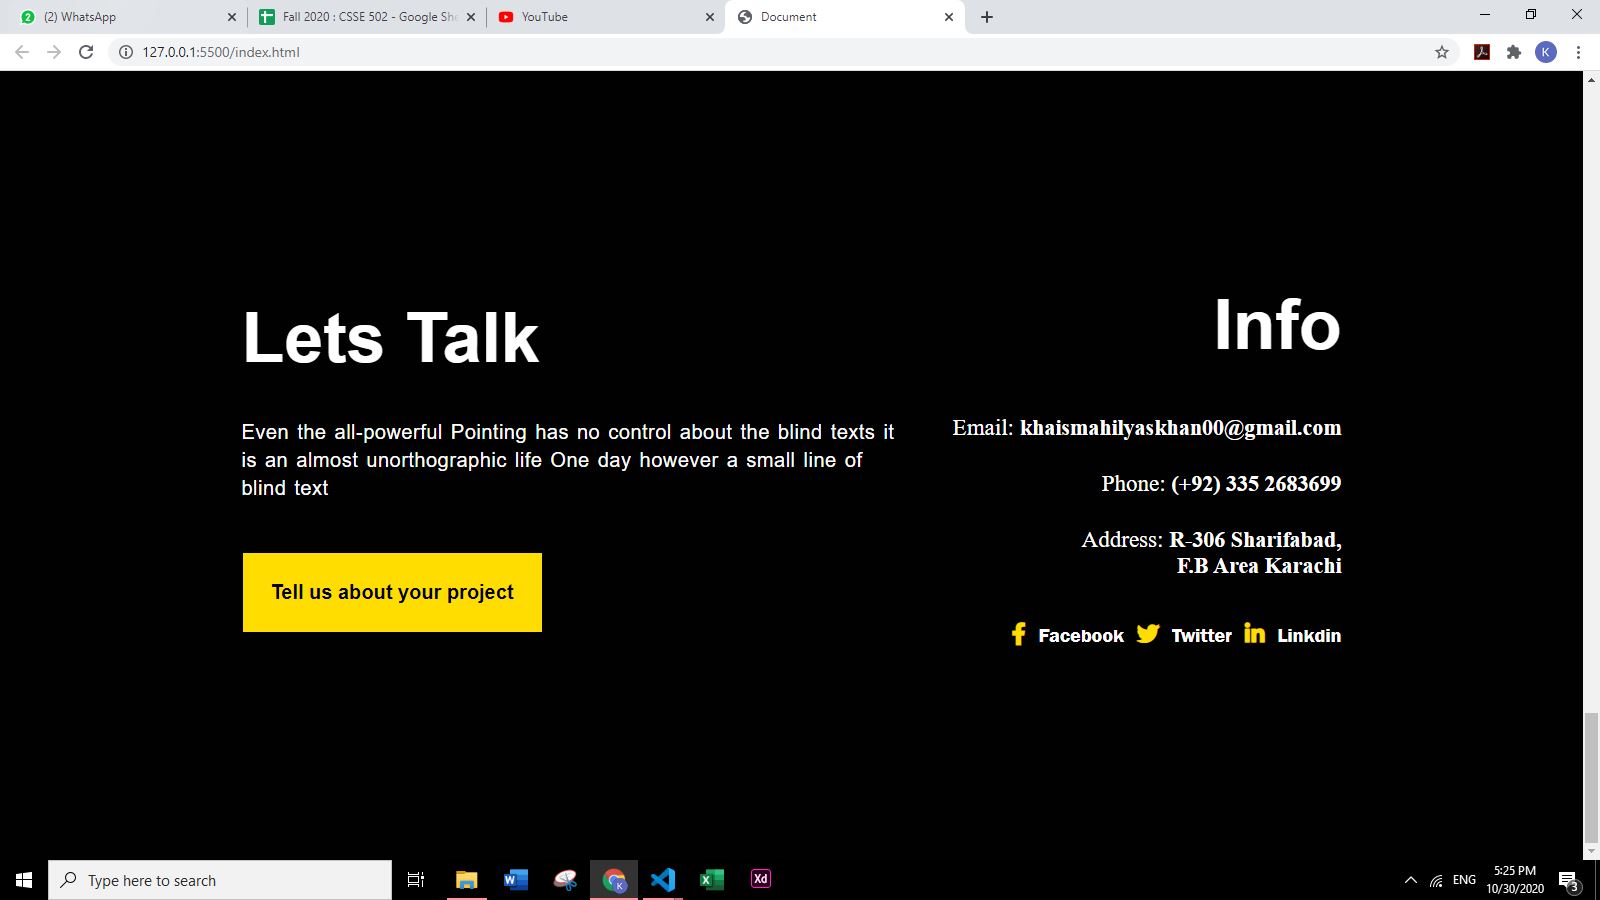 (2) WhatsApp
Fall 2020 : CSSE 502 - Google She
YouTube
Document
127.0.0.1:5500/index.html
K
Lets Talk
Even the all-powerful Pointing has no control about the blind texts it
is an almost unorthographic life One day however a small line of
blind text
Tell us about your project
Info
Email: khaismahilyaskhan00@gmail.com
Phone: (+92) 335 2683699
Address: R-306 Sharifabad,
F.B Area Karachi
Facebook Twitter Linkdin
Type here to search
Xd
ENG
5:25 PM
10/30/2020
3